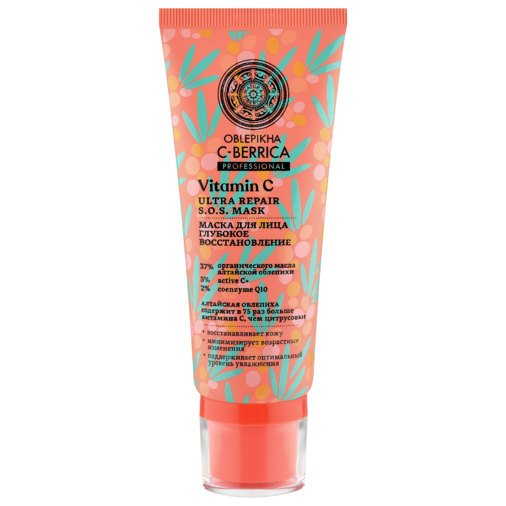 OBLEPIKHA
C-BERRICA
PROFESSIONAL
Vitamin C
ULTRA REPAIR
S.O.S. MASK
МАСКА ДЛЯ ЛИЦА
ГЛУБОКОЕ
ВОССТАНОВЛЕНИЕ
37% органического масла
алтайской облепихи
5% active C+
2% coenzyme Q10
АЛТАЙСКАЯ ОБЛЕПИХА
содержит в 75 раз больше
витамина С, чем цитрусовые
• восстанавливает кожу
• минимизирует возрастные
изменения
• поддерживает оптимальный
уровень увлажнения